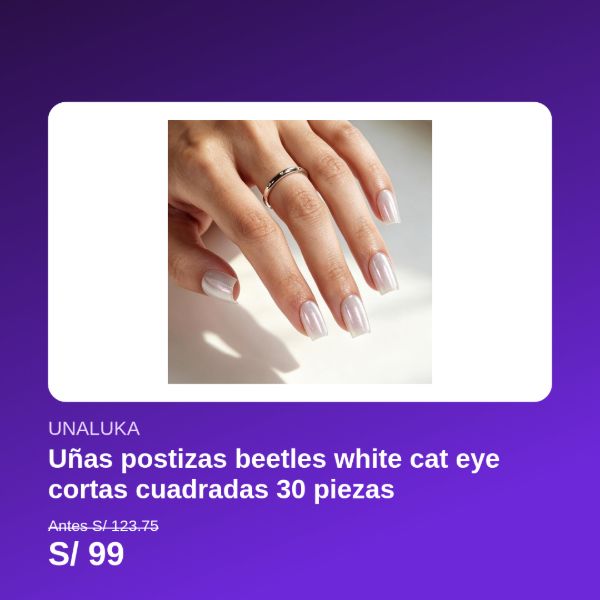 UNALUKA
Uñas postizas beetles white cat eye
cortas cuadradas 30 piezas
Antes S/ 123.75
S/ 99